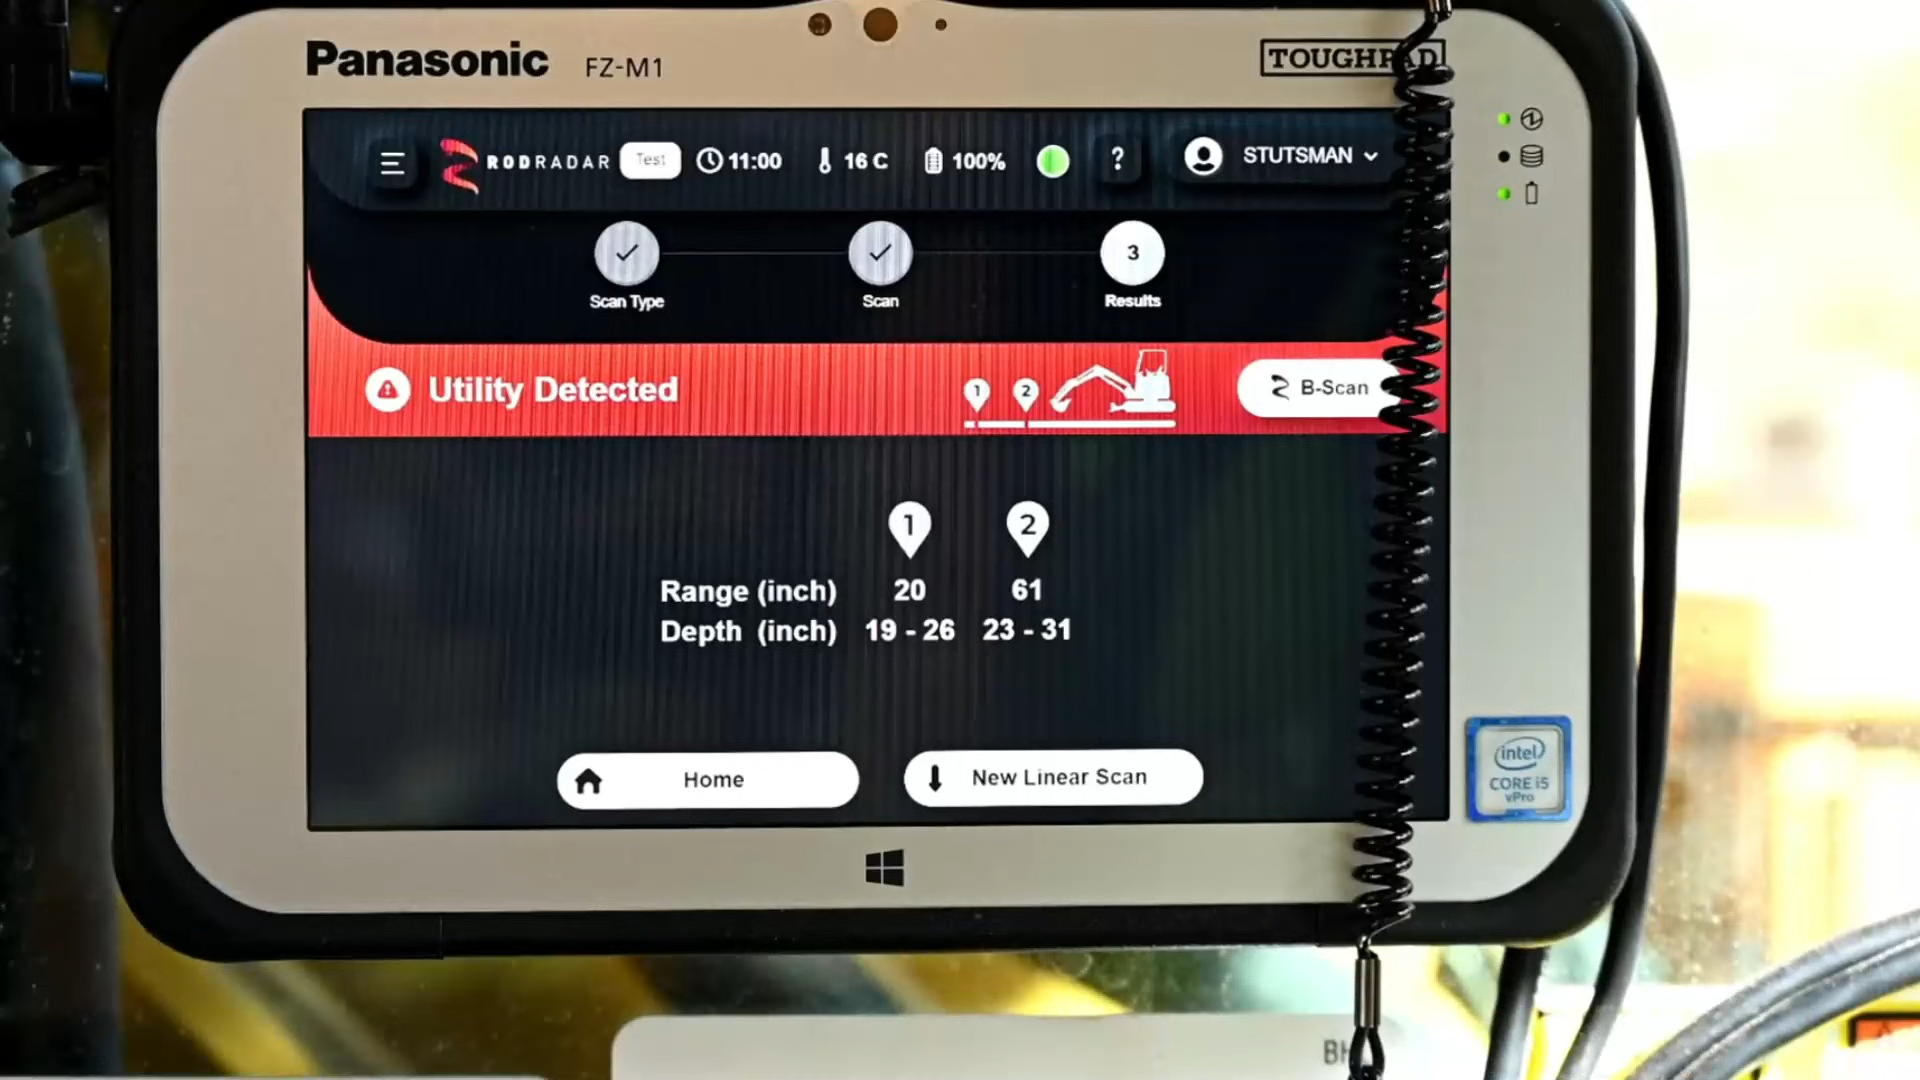 Panasonic FZ-M1
TOUGHPAD
RODRADAR Test 11:00 16 C 100% ? STUTSMAN
3
Scan Type Scan Results
Utility Detected 1 2 B-Scan
1 2
Range (inch) 20 61
Depth (inch) 19 - 26 23 - 31
Home New Linear Scan
intel
CORE i5
vPro